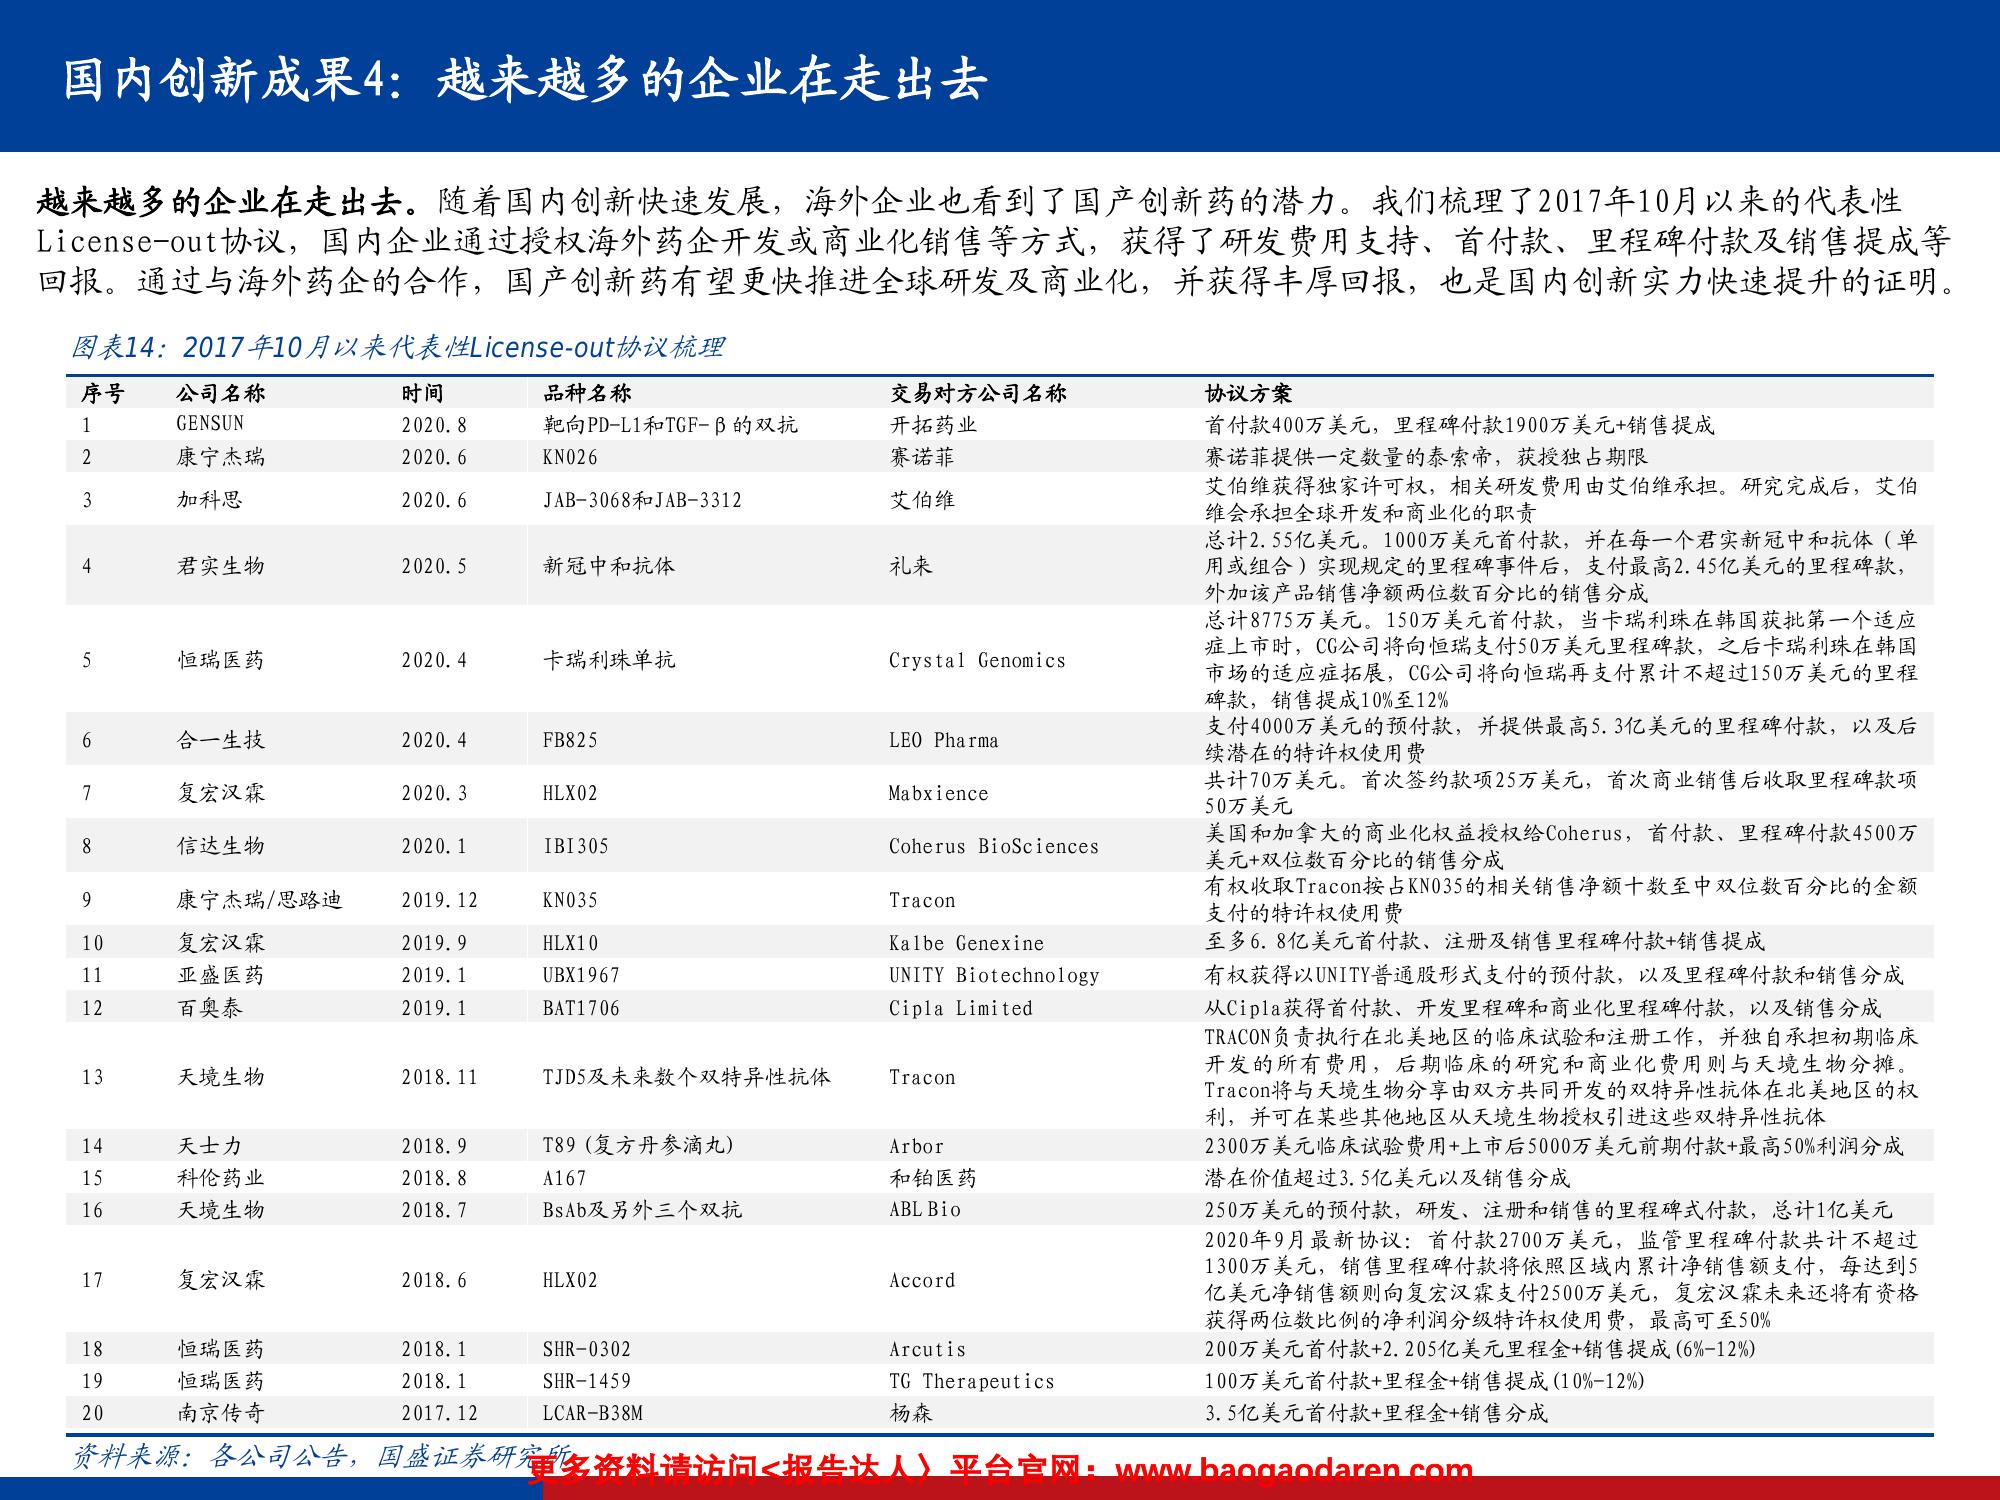 国内创新成果4：越来越多的企业在走出去
越来越多的企业在走出去。随着国内创新快速发展，海外企业也看到了国产创新药的潜力。我们梳理了2017年10月以来的代表性
License-out协议，国内企业通过授权海外药企开发或商业化销售等方式，获得了研发费用支持、首付款、里程碑付款及销售提成等
回报。通过与海外药企的合作，国产创新药有望更快推进全球研发及商业化，并获得丰厚回报，也是国内创新实力快速提升的证明。
图表14：2017年10月以来代表性License-out协议梳理
序号 公司名称 时间 品种名称 交易对方公司名称 协议方案
1 GENSUN 2020.8 靶向PD-L1和TGF-β的双抗 开拓药业 首付款400万美元，里程碑付款1900万美元+销售提成
2 康宁杰瑞 2020.6 KN026 赛诺菲 赛诺菲提供一定数量的泰索帝，获授独占期限
3 加科思 2020.6 JAB-3068和JAB-3312 艾伯维 艾伯维获得独家许可权，相关研发费用由艾伯维承担。研究完成后，艾伯
维会承担全球开发和商业化的职责
4 君实生物 2020.5 新冠中和抗体 礼来 总计2.55亿美元。1000万美元首付款，并在每一个君实新冠中和抗体（单
用或组合）实现规定的里程碑事件后，支付最高2.45亿美元的里程碑款，
外加该产品销售净额两位数百分比的销售分成
5 恒瑞医药 2020.4 卡瑞利珠单抗 Crystal Genomics 总计8775万美元。150万美元首付款，当卡瑞利珠在韩国获批第一个适应
症上市时，CG公司将向恒瑞支付50万美元里程碑款，之后卡瑞利珠在韩国
市场的适应症拓展，CG公司将向恒瑞再支付累计不超过150万美元的里程
碑款，销售提成10%至12%
6 合一生技 2020.4 FB825 LEO Pharma 支付4000万美元的预付款，并提供最高5.3亿美元的里程碑付款，以及后
续潜在的特许权使用费
7 复宏汉霖 2020.3 HLX02 Mabxience 共计70万美元。首次签约款项25万美元，首次商业销售后收取里程碑款项
50万美元
8 信达生物 2020.1 IBI305 Coherus BioSciences 美国和加拿大的商业化权益授权给Coherus，首付款、里程碑付款4500万
美元+双位数百分比的销售分成
9 康宁杰瑞/思路迪 2019.12 KN035 Tracon 有权收取Tracon按占KN035的相关销售净额十数至中双位数百分比的金额
支付的特许权使用费
10 复宏汉霖 2019.9 HLX10 Kalbe Genexine 至多6.8亿美元首付款、注册及销售里程碑付款+销售提成
11 亚盛医药 2019.1 UBX1967 UNITY Biotechnology 有权获得以UNITY普通股形式支付的预付款，以及里程碑付款和销售分成
12 百奥泰 2019.1 BAT1706 Cipla Limited 从Cipla获得首付款、开发里程碑和商业化里程碑付款，以及销售分成
13 天境生物 2018.11 TJD5及未来数个双特异性抗体 Tracon TRACON负责执行在北美地区的临床试验和注册工作，并独自承担初期临床
开发的所有费用，后期临床的研究和商业化费用则与天境生物分摊。
Tracon将与天境生物分享由双方共同开发的双特异性抗体在北美地区的权
利，并可在某些其他地区从天境生物授权引进这些双特异性抗体
14 天士力 2018.9 T89(复方丹参滴丸) Arbor 2300万美元临床试验费用+上市后5000万美元前期付款+最高50%利润分成
15 科伦药业 2018.8 A167 和铂医药 潜在价值超过3.5亿美元以及销售分成
16 天境生物 2018.7 BsAb及另外三个双抗 ABL Bio 250万美元的预付款，研发、注册和销售的里程碑式付款，总计1亿美元
17 复宏汉霖 2018.6 HLX02 Accord 2020年9月最新协议：首付款2700万美元，监管里程碑付款共计不超过
1300万美元，销售里程碑付款将依照区域内累计净销售额支付，每达到5
亿美元净销售额则向复宏汉霖支付2500万美元，复宏汉霖未来还将有资格
获得两位数比例的净利润分级特许权使用费，最高可至50%
18 恒瑞医药 2018.1 SHR-0302 Arcutis 200万美元首付款+2.205亿美元里程金+销售提成(6%-12%)
19 恒瑞医药 2018.1 SHR-1459 TG Therapeutics 100万美元首付款+里程金+销售提成(10%-12%)
20 南京传奇 2017.12 LCAR-B38M 杨森 3.5亿美元首付款+里程金+销售分成
资料来源：各公司公告，国盛证券研究所
更多资料请访问<报告达人〉平台官网：www.baogaodaren.com